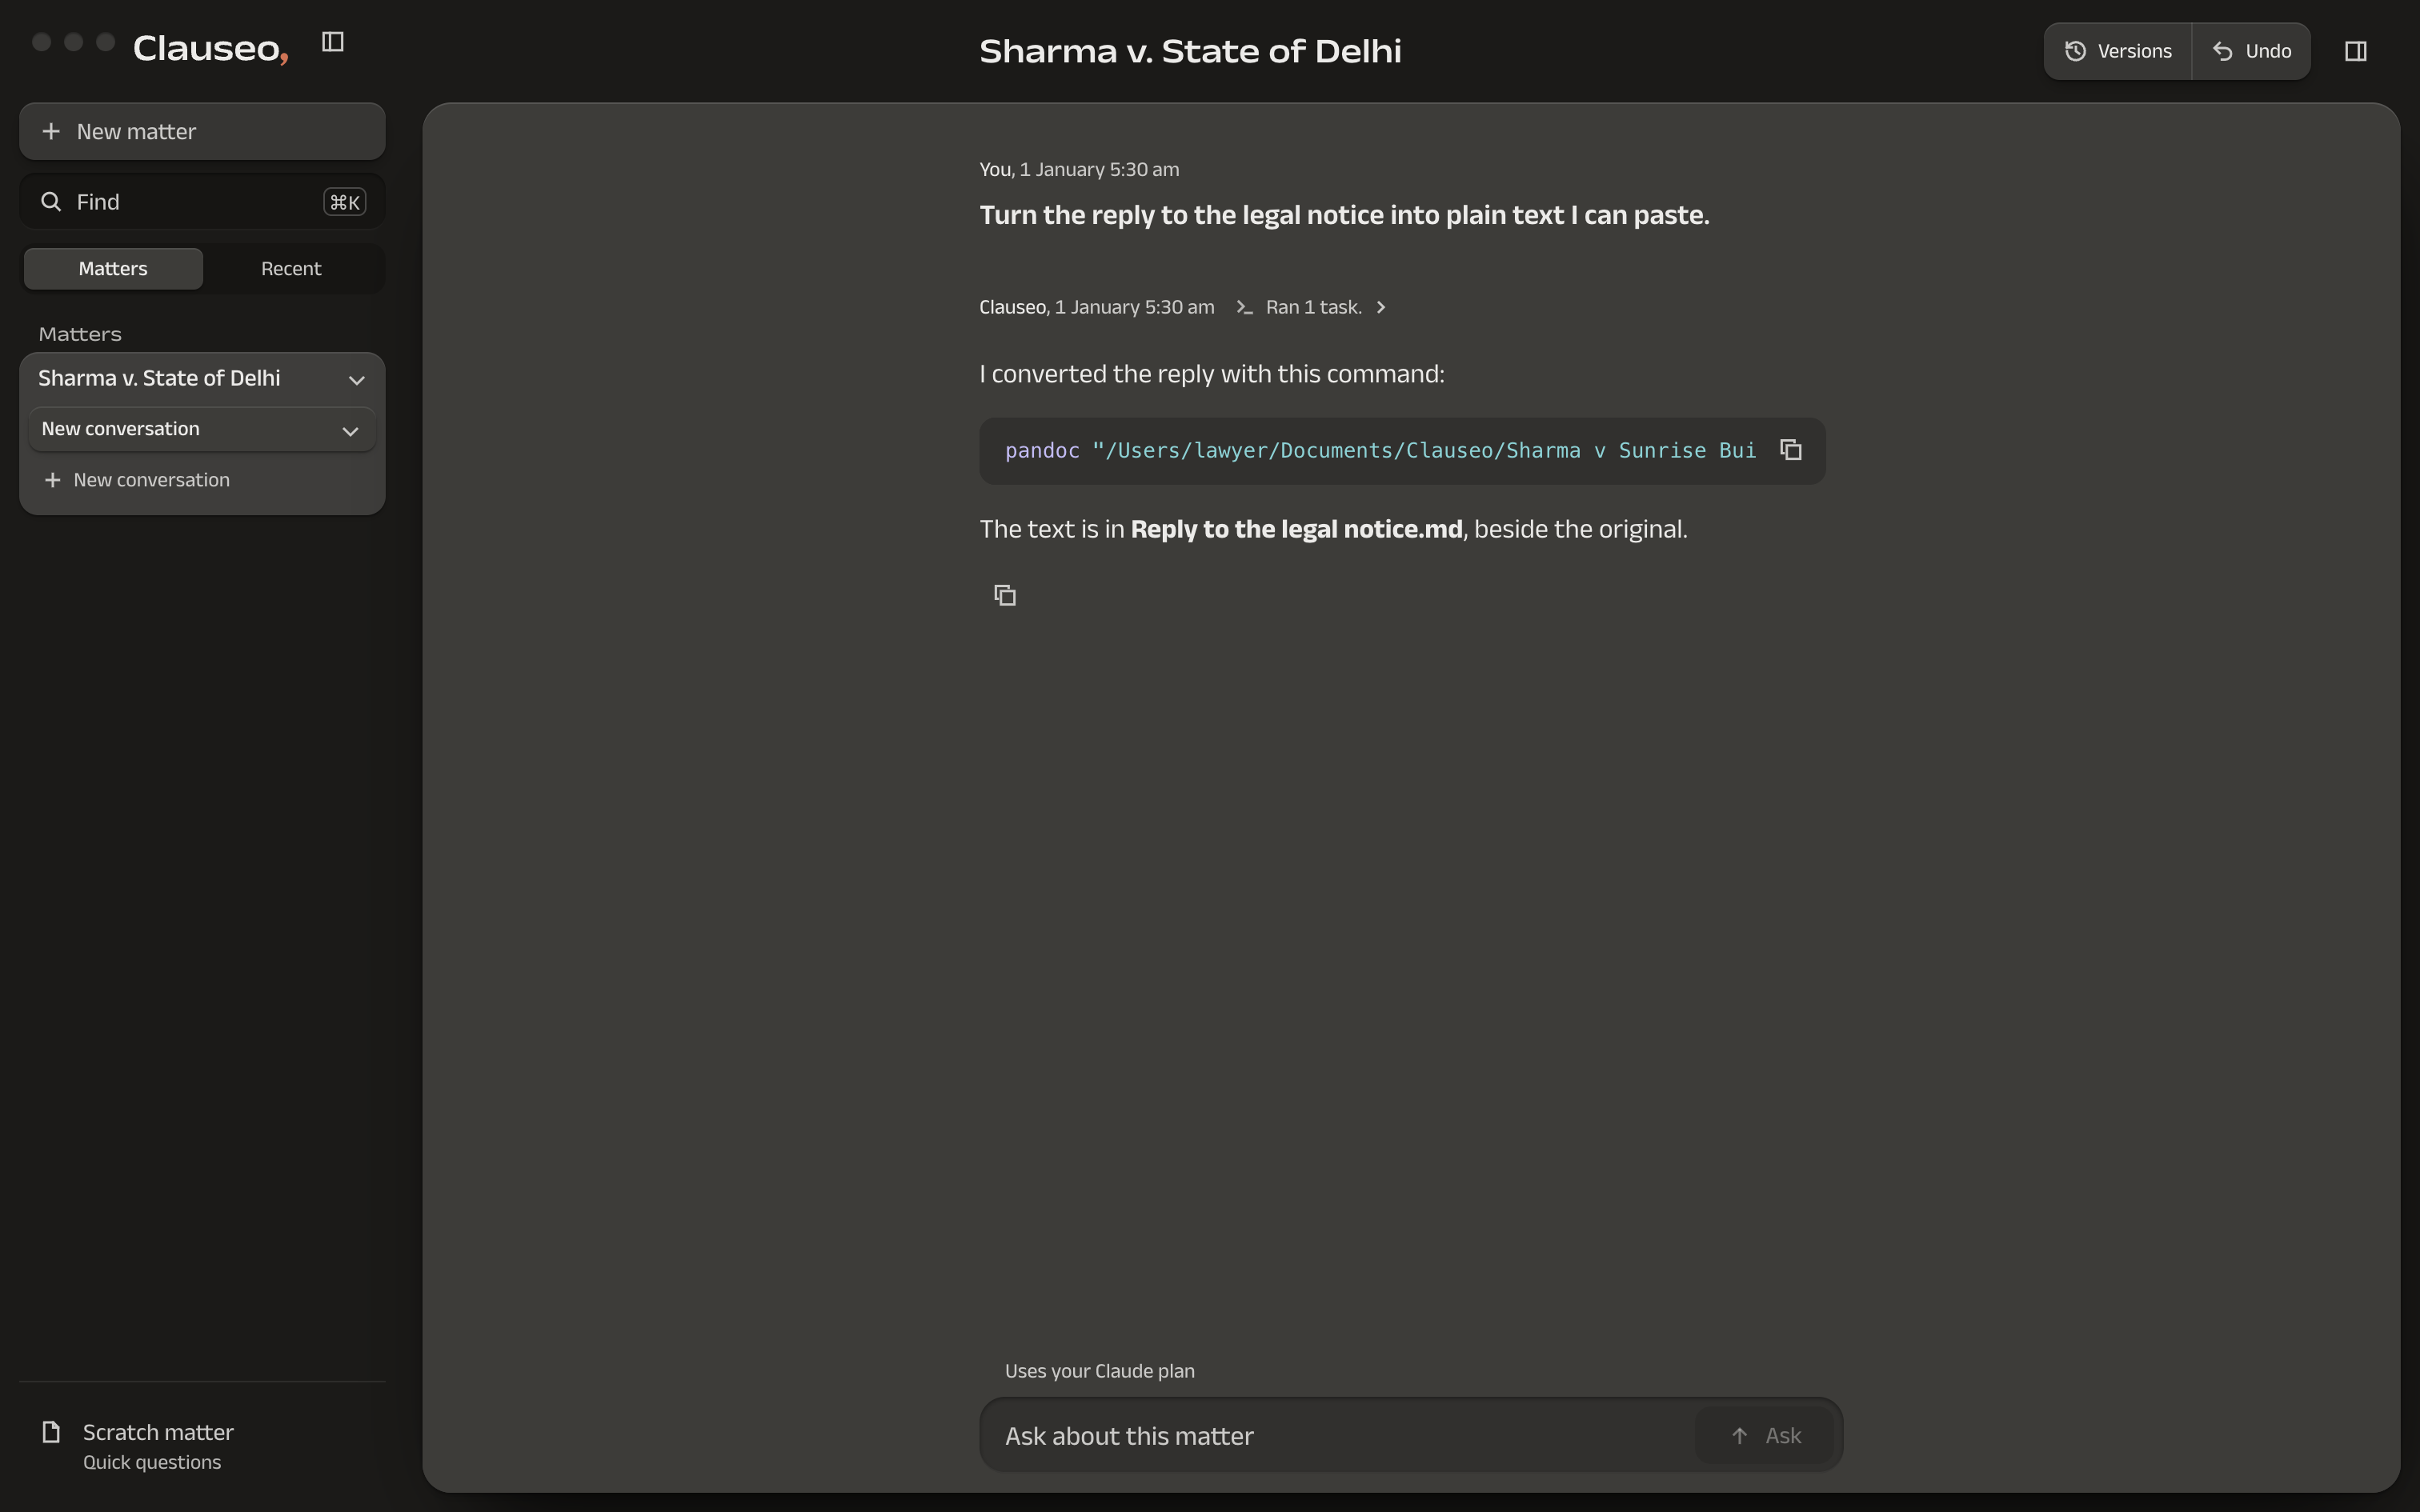 Clauseo,
Sharma v. State of Delhi
Versions
Undo
New matter
Find
⌘K
Matters
Recent
Matters
Sharma v. State of Delhi
New conversation
New conversation
You, 1 January 5:30 am
Turn the reply to the legal notice into plain text I can paste.
Clauseo, 1 January 5:30 am
Ran 1 task.
I converted the reply with this command:
pandoc "/Users/lawyer/Documents/Clauseo/Sharma v Sunrise Bui
The text is in Reply to the legal notice.md, beside the original.
Uses your Claude plan
Ask about this matter
Ask
Scratch matter
Quick questions